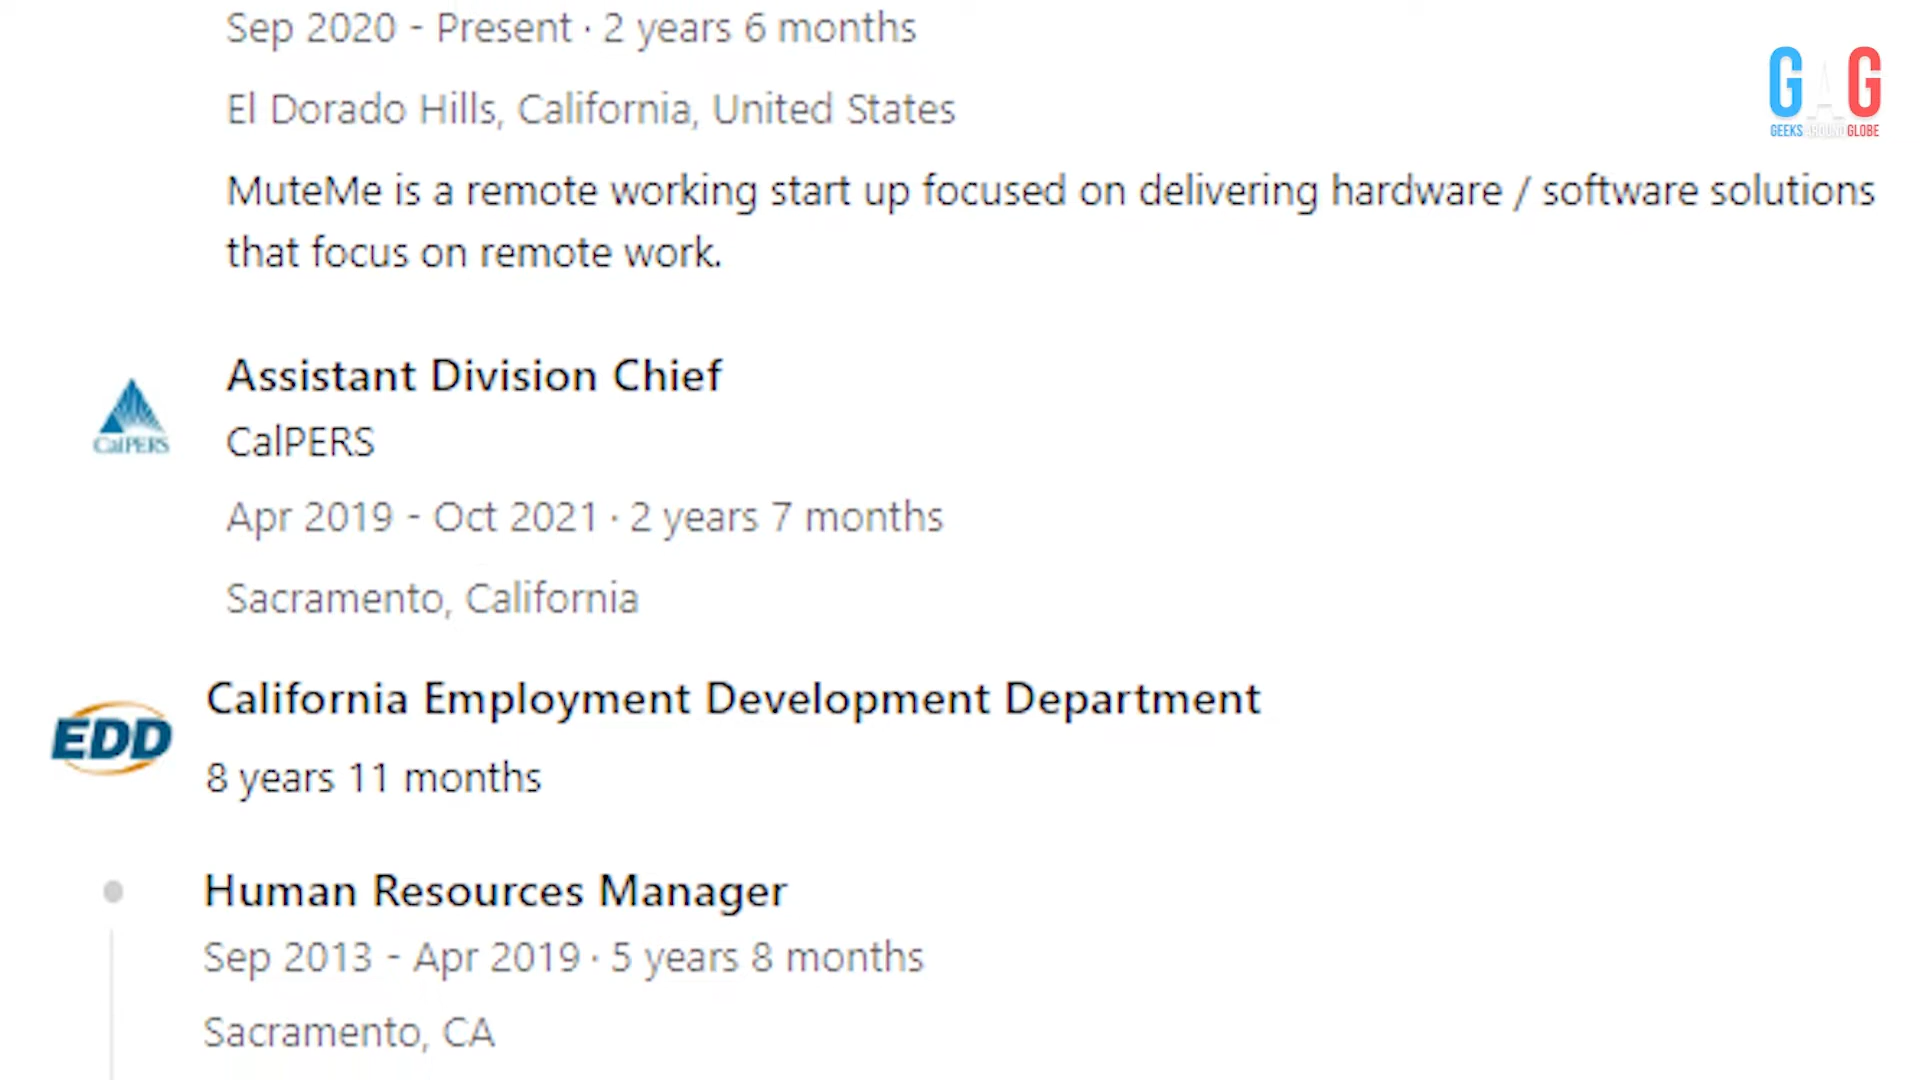 Sep 2020 - Present · 2 years 6 months
El Dorado Hills, California, United States
GAG
GEEKS AROUND GLOBE
MuteMe is a remote working start up focused on delivering hardware / software solutions
that focus on remote work.
Assistant Division Chief
CalPERS
CalPERS
Apr 2019 - Oct 2021 · 2 years 7 months
Sacramento, California
California Employment Development Department
EDD
8 years 11 months
Human Resources Manager
Sep 2013 - Apr 2019 · 5 years 8 months
Sacramento, CA